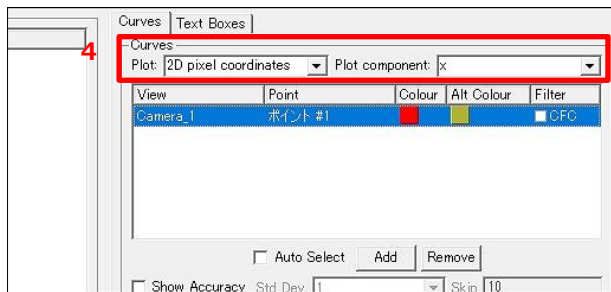 Curves Text Boxes
4
Curves
Plot: 2D pixel coordinates Plot component: x
View Point Colour Alt Colour Filter
Camera_1 ポイント #1 CFC
Auto Select Add Remove
Show Accuracy Std Dev 1 Skip 10